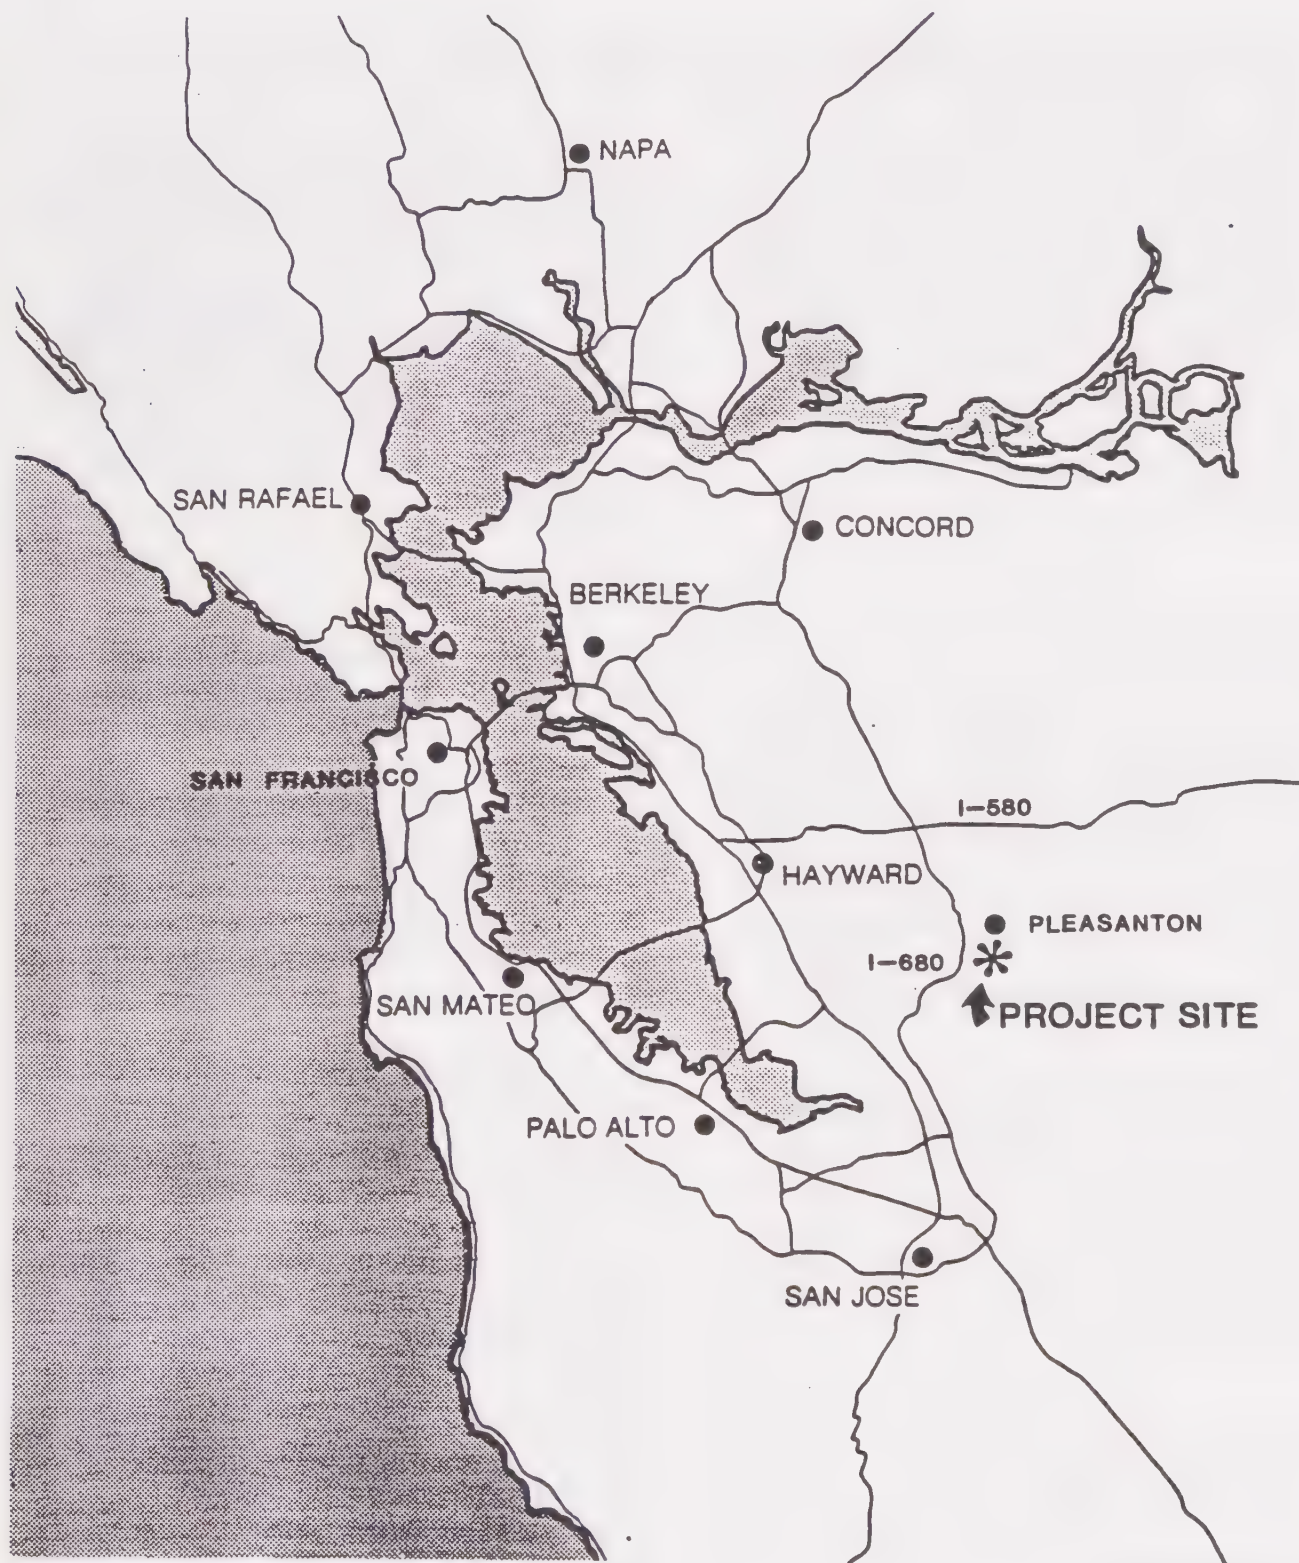 NAPA
SAN RAFAEL
CONCORD
BERKELEY
SAN FRANCISCO
I-580
HAYWARD
PLEASANTON
I-680
SAN MATEO
PROJECT SITE
PALO ALTO
SAN JOSE